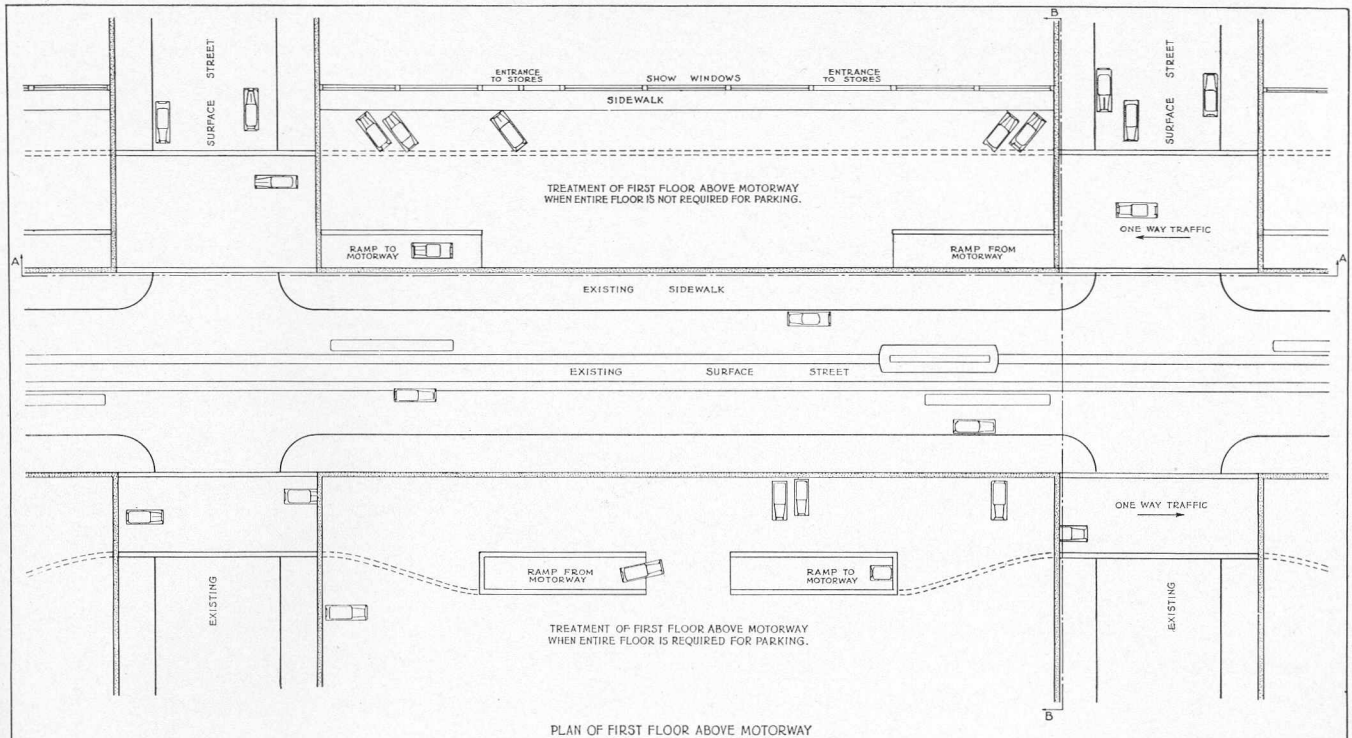 B
SURFACE STREET
ENTRANCE
TO STORES
SHOW WINDOWS
ENTRANCE
TO STORES
SURFACE STREET
SIDEWALK
TREATMENT OF FIRST FLOOR ABOVE MOTORWAY
WHEN ENTIRE FLOOR IS NOT REQUIRED FOR PARKING.
ONE WAY TRAFFIC
RAMP TO
MOTORWAY
RAMP FROM
MOTORWAY
A
A
EXISTING SIDEWALK
EXISTING SURFACE STREET
ONE WAY TRAFFIC
RAMP FROM
MOTORWAY
RAMP TO
MOTORWAY
EXISTING
EXISTING
TREATMENT OF FIRST FLOOR ABOVE MOTORWAY
WHEN ENTIRE FLOOR IS REQUIRED FOR PARKING.
B
PLAN OF FIRST FLOOR ABOVE MOTORWAY